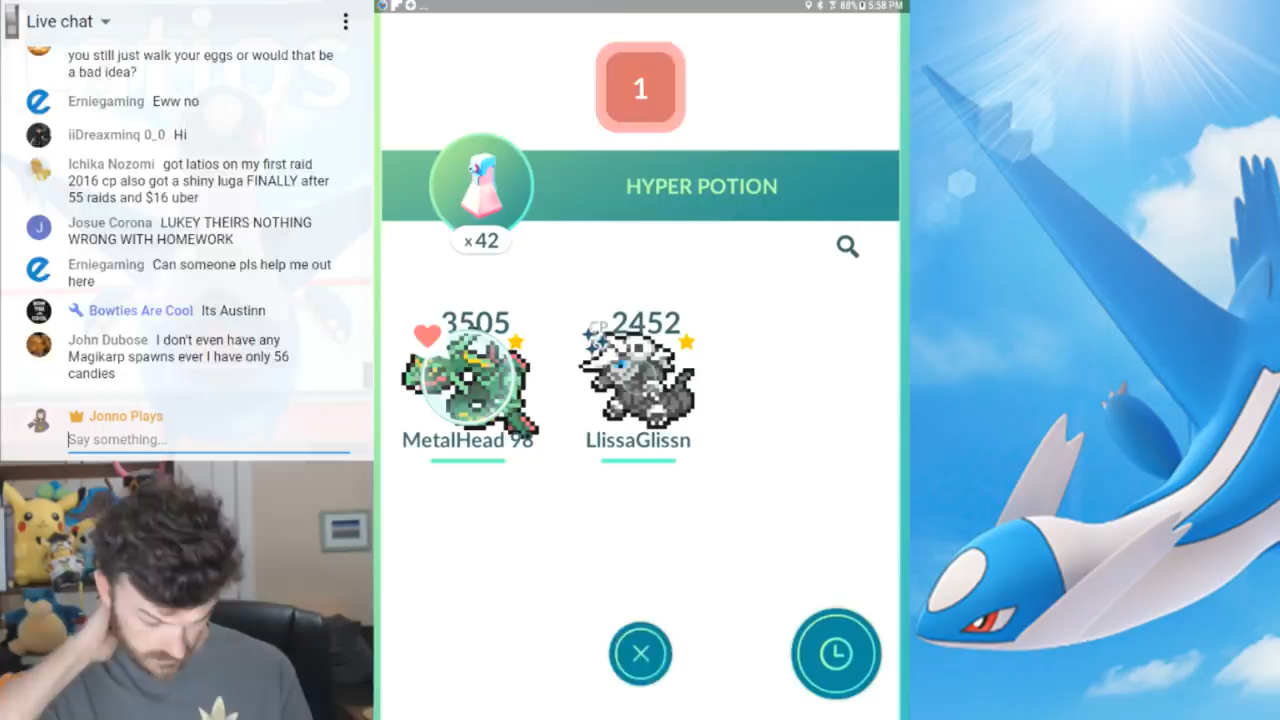 Live chat
you still just walk your eggs or would that be
a bad idea?
Erniegaming Eww no
iiDreaxminq 0_0 Hi
Ichika Nozomi got latios on my first raid
2016 cp also got a shiny luga FINALLY after
55 raids and $16 uber
Josue Corona LUKEY THEIRS NOTHING
WRONG WITH HOMEWORK
Erniegaming Can someone pls help me out
here
Bowties Are Cool Its Austinn
John Dubose I don't even have any
Magikarp spawns ever I have only 56
candies
Jonno Plays
Say something...
88% 5:58 PM
1
HYPER POTION
x42
3505
CP 2452
MetalHead 98
LlissaGlissn